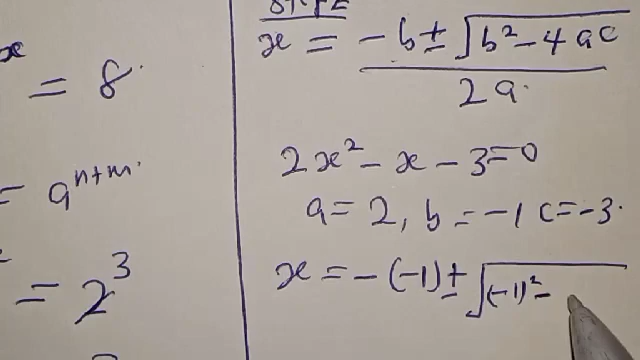 x
= 8
= a^{n+m}
= 2^3
x = -b ± √(b² - 4ac)
2a
2x² - x - 3 = 0
a = 2, b = -1 c = -3.
x = -(-1) ± √(-1)² -